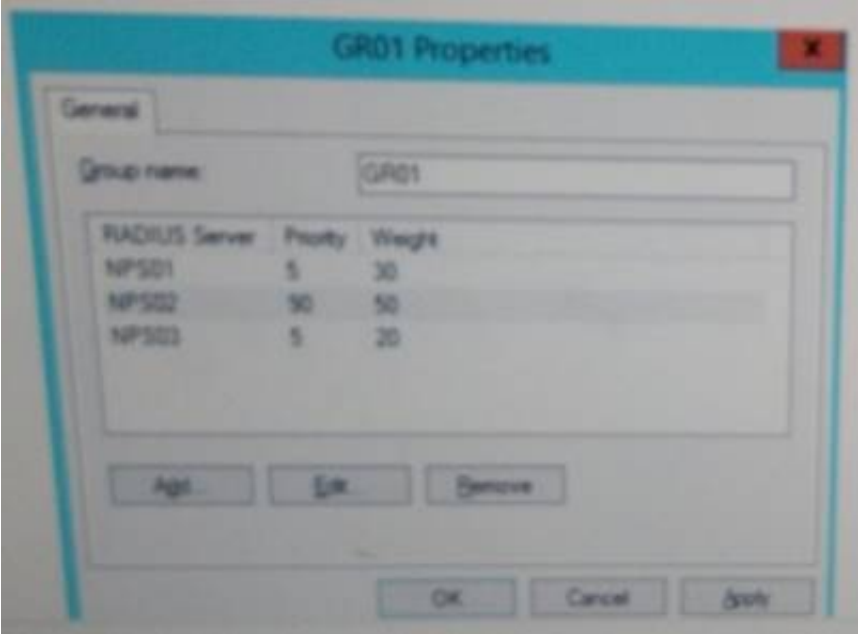 GR01 Properties
General
Group name: GR01
RADIUS Server Priority Weight
NPS01 5 30
NPS02 90 50
NPS03 5 20
Add... Edit... Remove
OK Cancel Apply